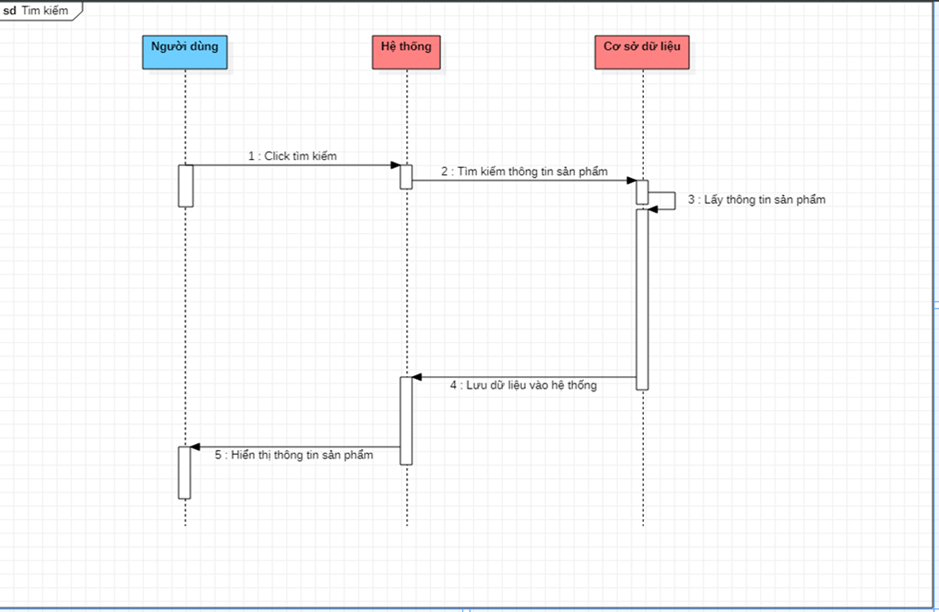 sd Tìm kiếm
Người dùng
Hệ thống
Cơ sở dữ liệu
1 : Click tìm kiếm
2 : Tìm kiếm thông tin sản phẩm
3 : Lấy thông tin sản phẩm
4 : Lưu dữ liệu vào hệ thống
5 : Hiển thị thông tin sản phẩm